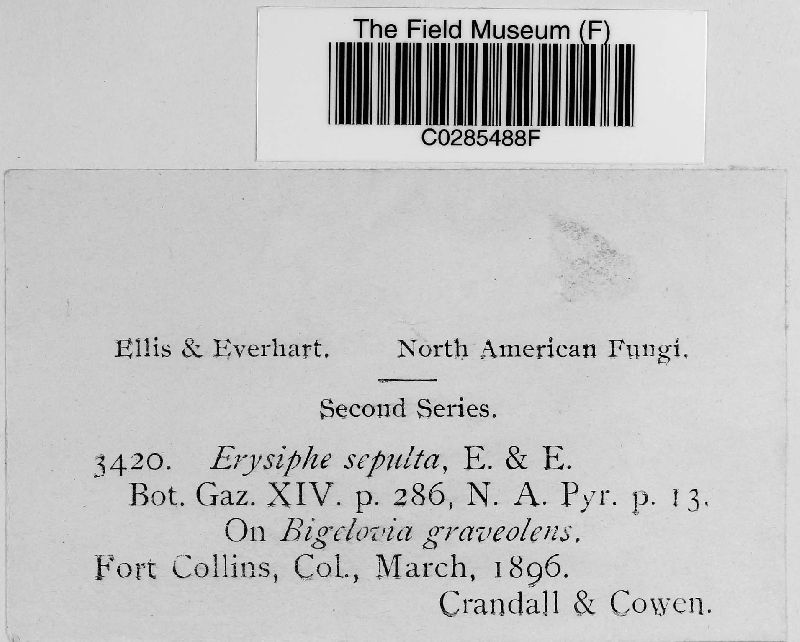 The Field Museum (F)
C0285488F
Ellis & Everhart. North American Fungi.
Second Series.
3420. Erysiphe sepulta, E. & E.
Bot. Gaz. XIV. p. 286, N. A. Pyr. p. 13.
On Bigelovia graveolens.
Fort Collins, Col., March, 1896.
Crandall & Cowen.